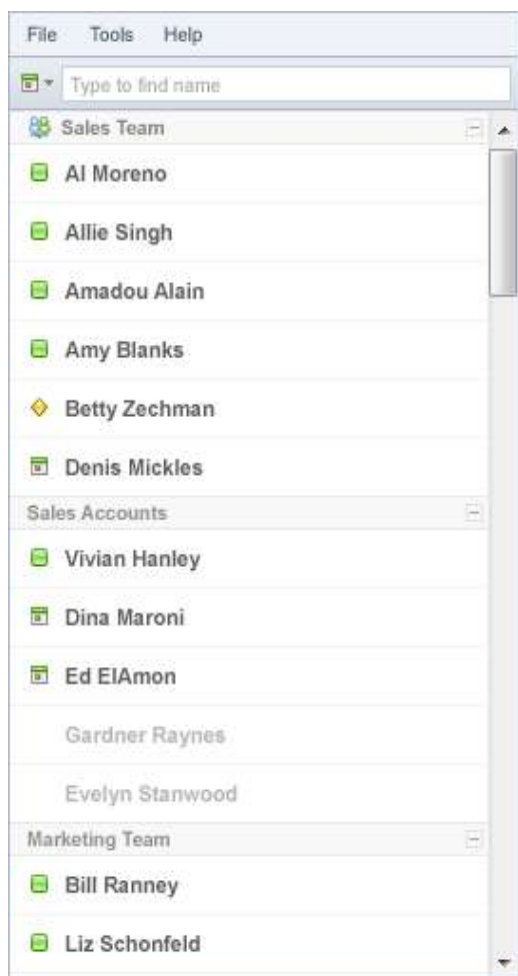 File Tools Help
Type to find name
Sales Team
Al Moreno
Allie Singh
Amadou Alain
Amy Blanks
Betty Zechman
Denis Mickles
Sales Accounts
Vivian Hanley
Dina Maroni
Ed ElAmon
Gardner Raynes
Evelyn Stanwood
Marketing Team
Bill Ranney
Liz Schonfeld